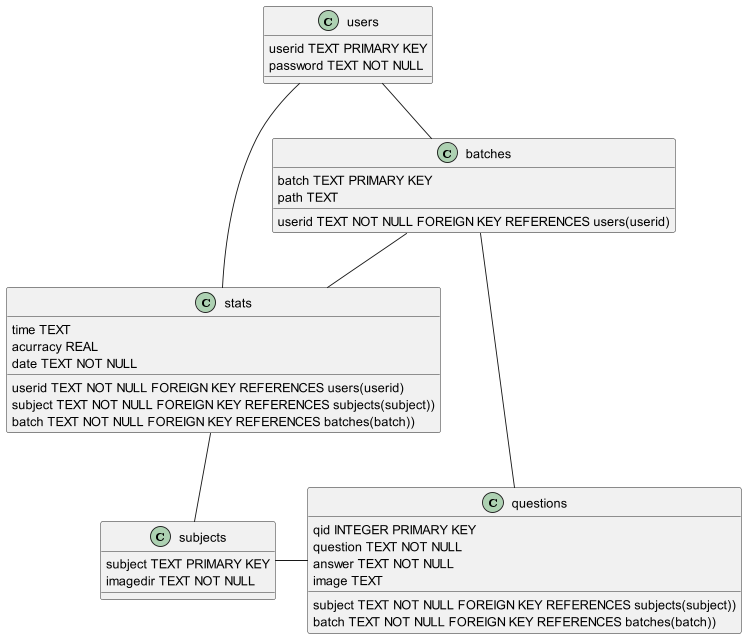 C users
userid TEXT PRIMARY KEY
password TEXT NOT NULL
C batches
batch TEXT PRIMARY KEY
path TEXT
userid TEXT NOT NULL FOREIGN KEY REFERENCES users(userid)
C stats
time TEXT
acurracy REAL
date TEXT NOT NULL
userid TEXT NOT NULL FOREIGN KEY REFERENCES users(userid)
subject TEXT NOT NULL FOREIGN KEY REFERENCES subjects(subject))
batch TEXT NOT NULL FOREIGN KEY REFERENCES batches(batch))
C subjects
subject TEXT PRIMARY KEY
imagedir TEXT NOT NULL
C questions
qid INTEGER PRIMARY KEY
question TEXT NOT NULL
answer TEXT NOT NULL
image TEXT
subject TEXT NOT NULL FOREIGN KEY REFERENCES subjects(subject))
batch TEXT NOT NULL FOREIGN KEY REFERENCES batches(batch))